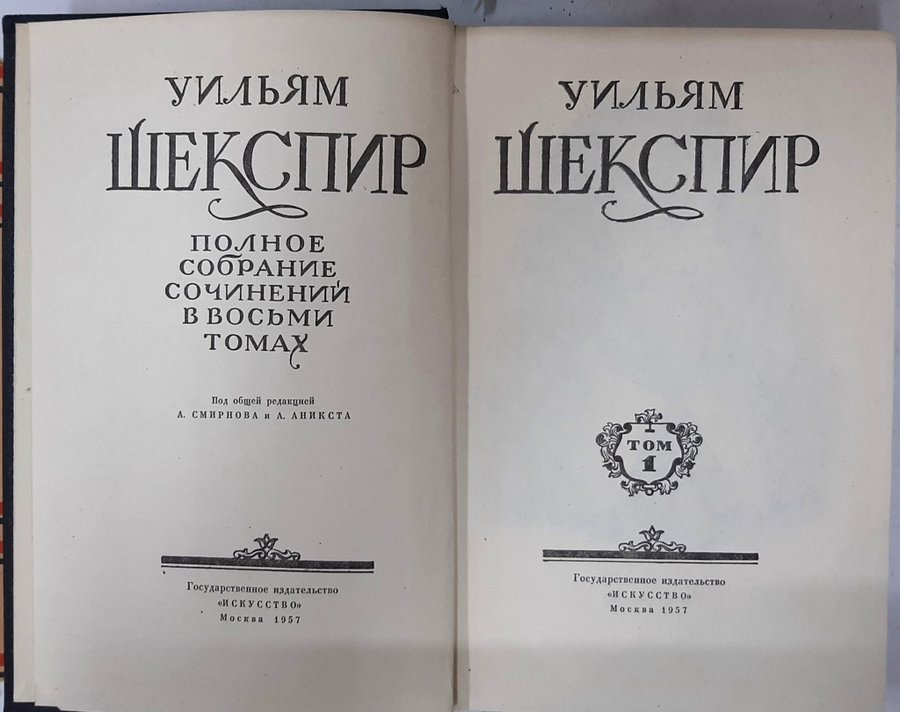 УИЛЬЯМ
ШЕКСПИР
ПОЛНОЕ
СОБРАНИЕ
СОЧИНЕНИЙ
В ВОСЬМИ
ТОМАХ
Под общей редакцией
А. СМИРНОВА и А. АНИКСТА
Государственное издательство
«ИСКУССТВО»
Москва 1957
УИЛЬЯМ
ШЕКСПИР
ТОМ
1
Государственное издательство
«ИСКУССТВО»
Москва 1957